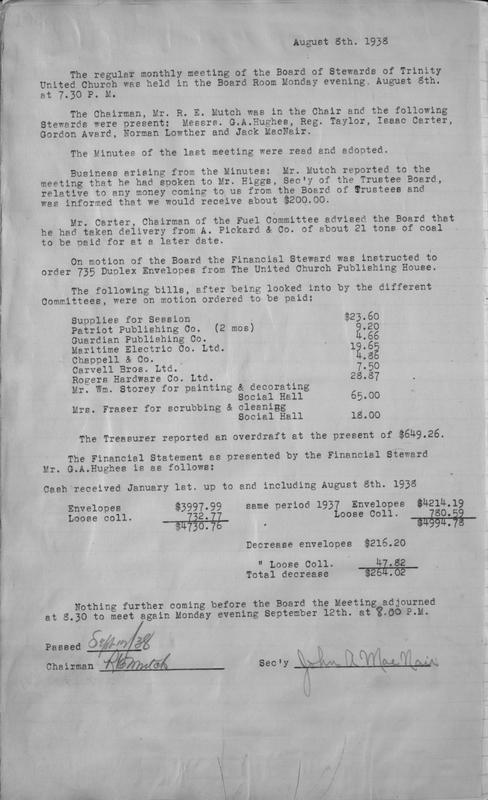 August 8th. 1938
The regular monthly meeting of the Board of Stewards of Trinity
United Church was held in the Board Room Monday evening. August 8th.
at 7.30 P. M.
The Chairman, Mr. R. E. Mutch was in the Chair and the following
Stewards were present: Messrs. G.A.Hughes, Reg. Taylor, Isaac Carter,
Gordon Avard, Norman Lowther and Jack MacNair.
The Minutes of the last meeting were read and adopted.
Business arising from the Minutes: Mr. Mutch reported to the
meeting that he had spoken to Mr. Higgs, Sec'y of the Trustee Board,
relative to any money coming to us from the Board of Trustees and
was informed that we would receive about $200.00.
Mr. Carter, Chairman of the Fuel Committee advised the Board that
he had taken delivery from A. Pickard & Co. of about 21 tons of coal
to be paid for at a later date.
On motion of the Board the Financial Steward was instructed to
order 735 Duplex Envelopes from The United Church Publishing House.
The following bills, after being looked into by the different
Committees, were on motion ordered to be paid:
Supplies for Session $23.60
Patriot Publishing Co. (2 mos) 9.20
Guardian Publishing Co. 4.66
Maritime Electric Co. Ltd. 19.65
Chappell & Co. 4.86
Carvell Bros. Ltd. 7.50
Rogers Hardware Co. Ltd. 28.87
Mr. Wm. Storey for painting & decorating
Social Hall 65.00
Mrs. Fraser for scrubbing & cleaning
Social Hall 18.00
The Treasurer reported an overdraft at the present of $649.26.
The Financial Statement as presented by the Financial Steward
Mr. G.A.Hughes is as follows:
Cash received January 1st. up to and including August 8th. 1938
Envelopes $3997.99 same period 1937 Envelopes $4214.19
Loose coll. 732.77 Loose Coll. 780.59
$4730.76 $4994.78
Decrease envelopes $216.20
" Loose Coll. 47.82
Total decrease $264.02
Nothing further coming before the Board the Meeting adjourned
at 8.30 to meet again Monday evening September 12th. at 8.00 P.M.
Passed Sept 12/38
Chairman R E Mutch Sec'y John A MacNair